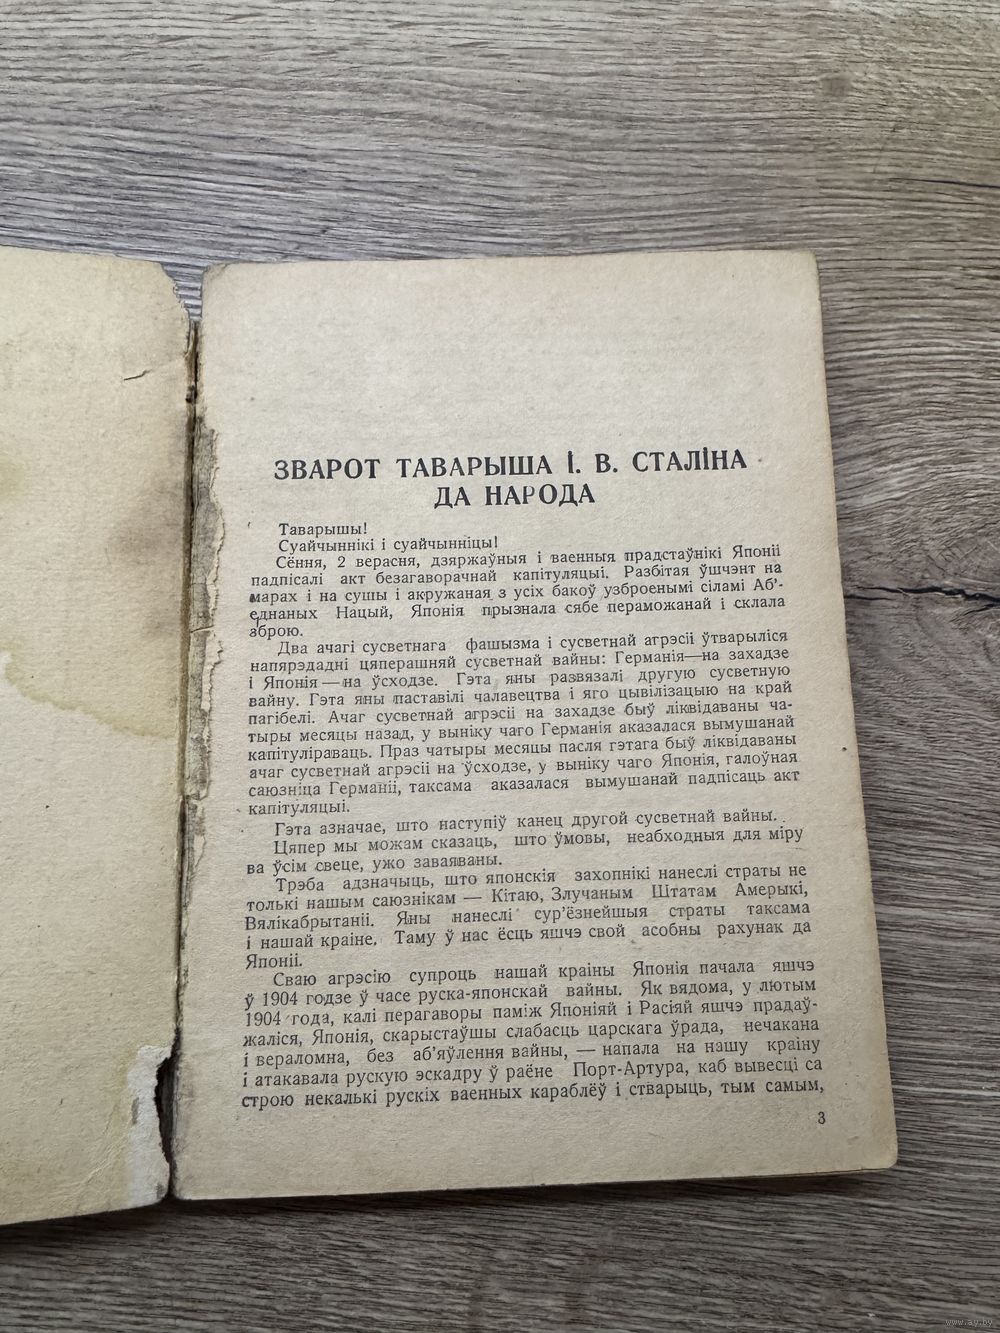 ЗВАРОТ ТАВАРЫША І. В. СТАЛІНА
ДА НАРОДА
Таварышы!
Суайчыннікі і суайчынніцы!
Сёння, 2 верасня, дзяржаўныя і ваенныя прадстаўнікі Японіі
падпісалі акт безагаворачнай капітуляцыі. Разбітая ўшчэнт на
марах і на сушы і акружаная з усіх бакоў узброенымі сіламі Аб'-
еднаных Нацый, Японія прызнала сябе пераможанай і склала
зброю.
Два ачагі сусветнага фашызма і сусветнай агрэсіі ўтварыліся
напярэдадні цяперашняй сусветнай вайны: Германія—на захадзе
і Японія — на ўсходзе. Гэта яны развязалі другую сусветную
вайну. Гэта яны паставілі чалавецтва і яго цывілізацыю на край
пагібелі. Ачаг сусветнай агрэсіі на захадзе быў ліквідаваны ча-
тыры месяцы назад, у выніку чаго Германія аказалася вымушанай
капітуліраваць. Праз чатыры месяцы пасля гэтага быў ліквідаваны
ачаг сусветнай агрэсіі на ўсходзе, у выніку чаго Японія, галоўная
саюзніца Германіі, таксама аказалася вымушанай падпісаць акт
капітуляцыі.
Гэта азначае, што наступіў канец другой сусветнай вайны.
Цяпер мы можам сказаць, што ўмовы, неабходныя для міру
ва ўсім свеце, ужо заваяваны.
Трэба адзначыць, што японскія захопнікі нанеслі страты не
толькі нашым саюзнікам — Кітаю, Злучаным Штатам Амерыкі,
Вялікабрытаніі. Яны нанеслі сур'ёзнейшыя страты таксама
і нашай краіне. Таму ў нас ёсць яшчэ свой асобны рахунак да
Японіі.
Сваю агрэсію супроць нашай краіны Японія пачала яшчэ
ў 1904 годзе ў часе руска-японскай вайны. Як вядома, у лютым
1904 года, калі перагаворы паміж Японіяй і Расіяй яшчэ прадаў-
жаліся, Японія, скарыстаўшы слабасць царскага ўрада, нечакана
і вераломна, без аб'яўлення вайны, — напала на нашу краіну
і атакавала рускую эскадру ў раёне Порт-Артура, каб вывесці са
строю некалькі рускіх ваенных караблёў і стварыць, тым самым,
3
www.ay.by